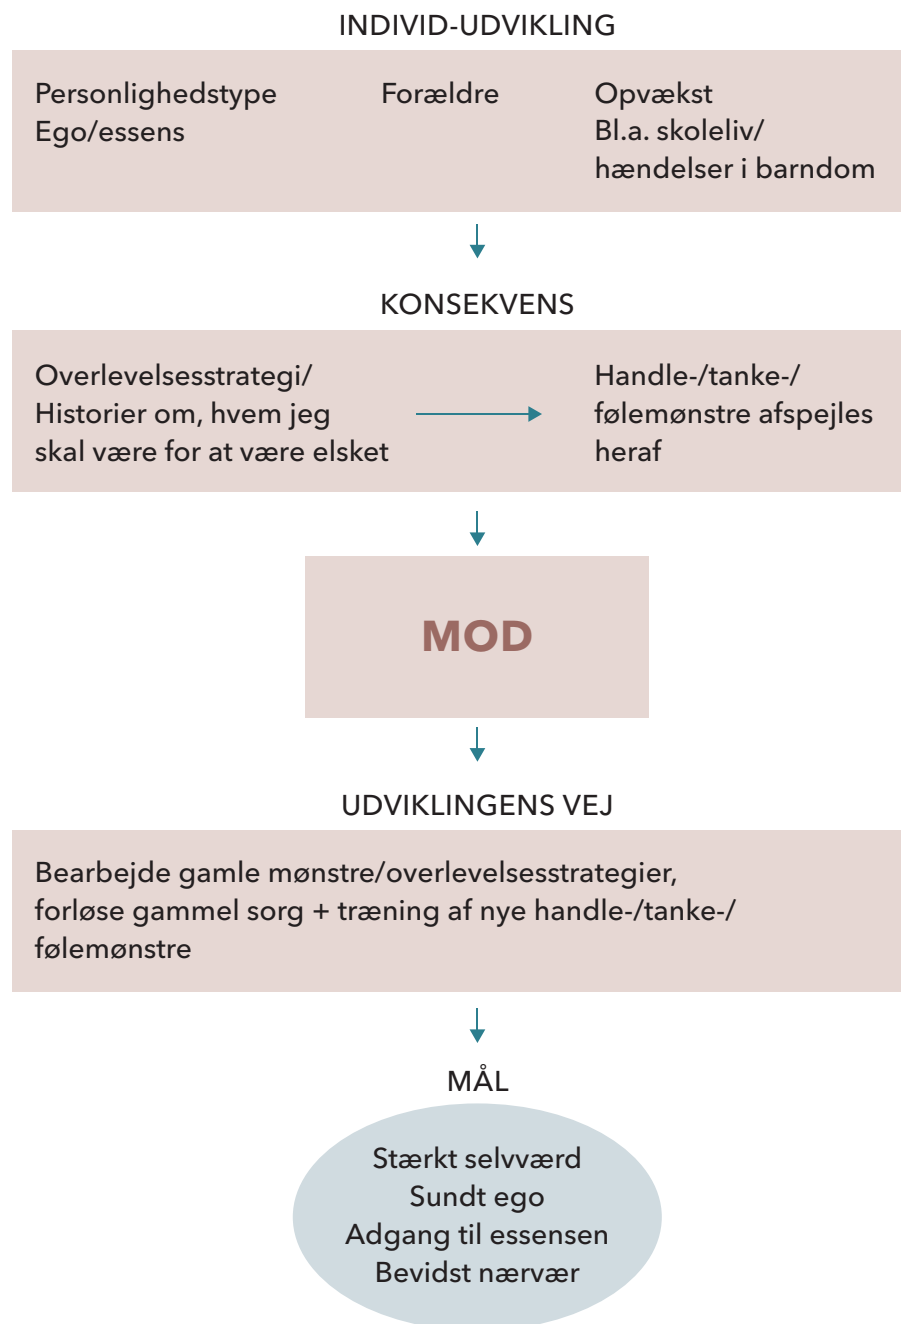 INDIVID-UDVIKLING
Personlighedstype
Ego/essens
Forældre
Opvækst
Bl.a. skoleliv/
hændelser i barndom
KONSEKVENS
Overlevelsesstrategi/
Historier om, hvem jeg
skal være for at være elsket
Handle-/tanke-/
følemønstre afspejles
heraf
MOD
UDVIKLINGENS VEJ
Bearbejde gamle mønstre/overlevelsesstrategier,
forløse gammel sorg + træning af nye handle-/tanke-/
følemønstre
MÅL
Stærkt selvværd
Sundt ego
Adgang til essensen
Bevidst nærvær